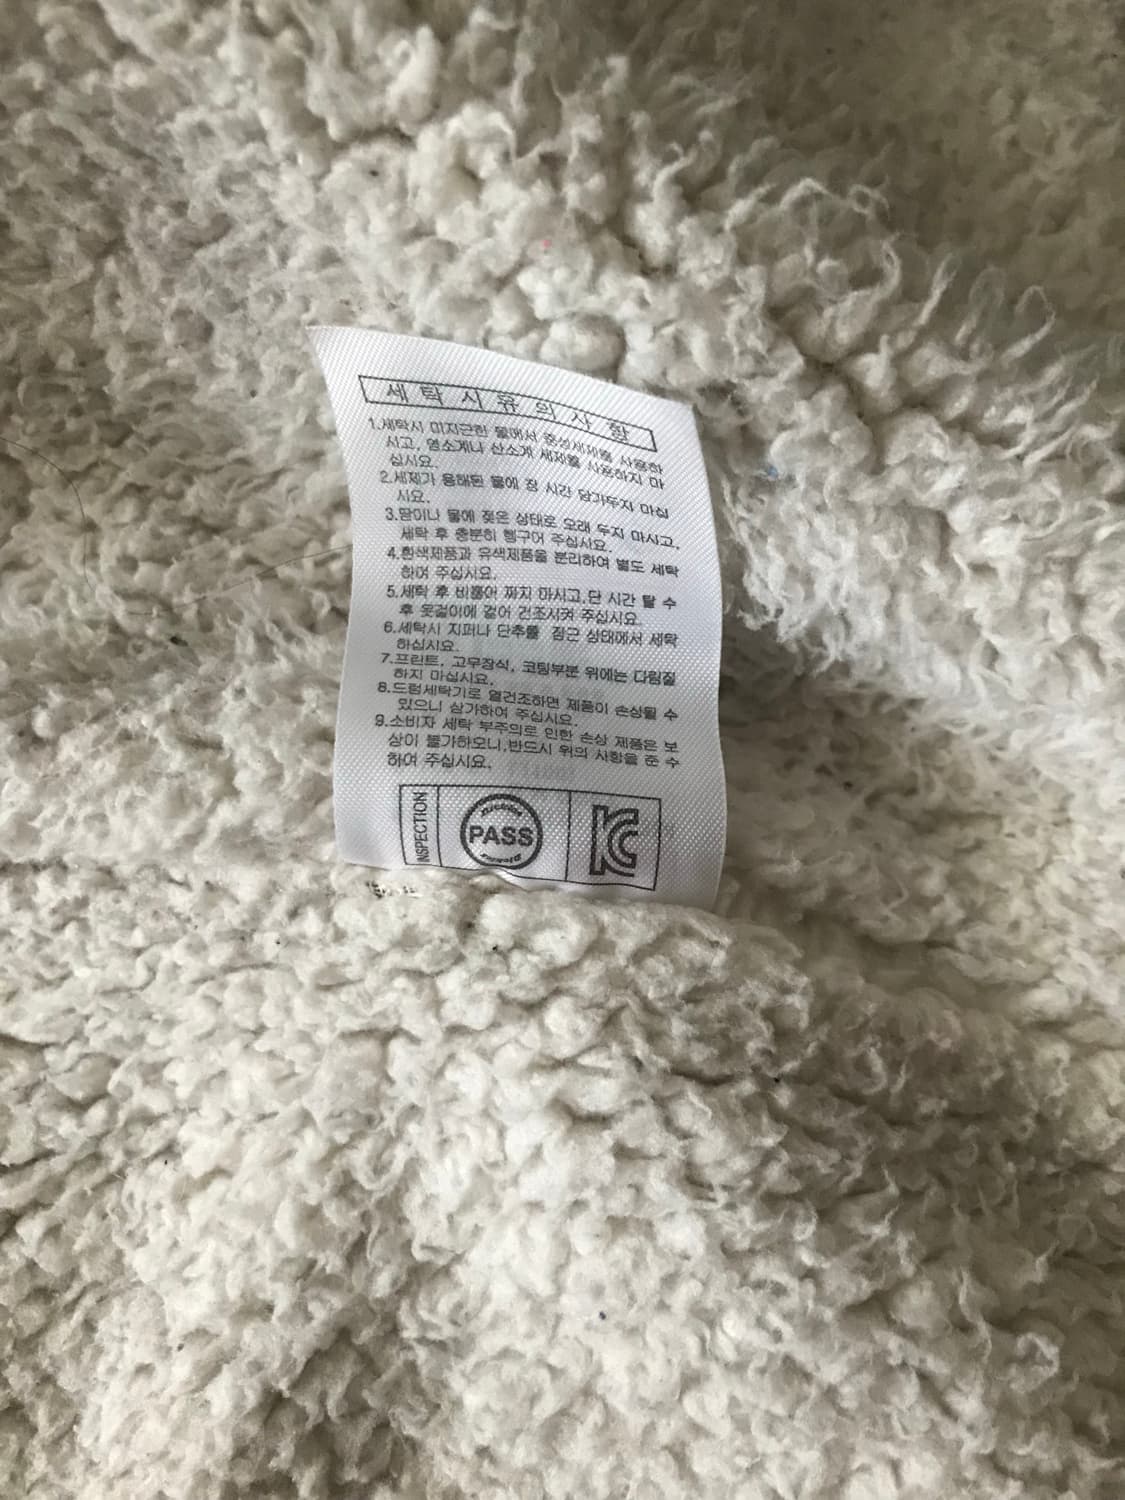 세탁시유의사항
1.세탁시 미지근한 물에서 중성세제를 사용하
시고, 염소계나 산소계 세제를 사용하지 마
십시요.
2.세제가 용해된 물에 장 시간 담가두지 마십
시요.
3.땀이나 물에 젖은 상태로 오래 두지 마시고,
세탁 후 충분히 헹구어 주십시요.
4.흰색제품과 유색제품을 분리하여 별도 세탁
하여 주십시요.
5.세탁 후 비틀어 짜지 마시고,단 시간 탈 수
후 옷걸이에 걸어 건조시켜 주십시요.
6.세탁시 지퍼나 단추를 잠근 상태에서 세탁
하십시요.
7.프린트, 고무장식, 코팅부분 위에는 다림질
하지 마십시요.
8.드럼세탁기로 열건조하면 제품이 손상될 수
있으니 삼가하여 주십시요.
9.소비자 세탁 부주의로 인한 손상 제품은 보
상이 불가하오니,반드시 위의 사항을 준 수
하여 주십시요.
INSPECTION
PASS
KC